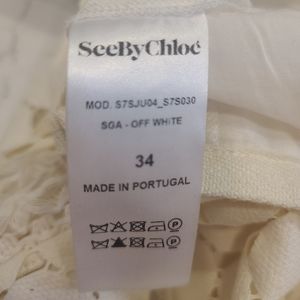 SeeByChloé
MOD. S7SJU04_S7S030
SGA - OFF WHITE
34
MADE IN PORTUGAL